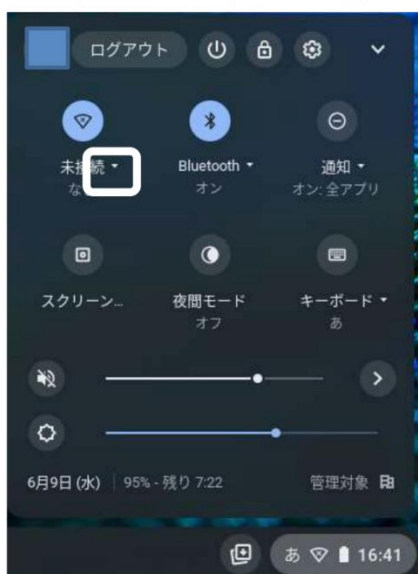 ログアウト
未接続
な
Bluetooth
オン
通知
オン: 全アプリ
スクリーン...
夜間モード
オフ
キーボード
あ
6月9日 (水) 95% - 残り 7:22 管理対象
あ 16:41